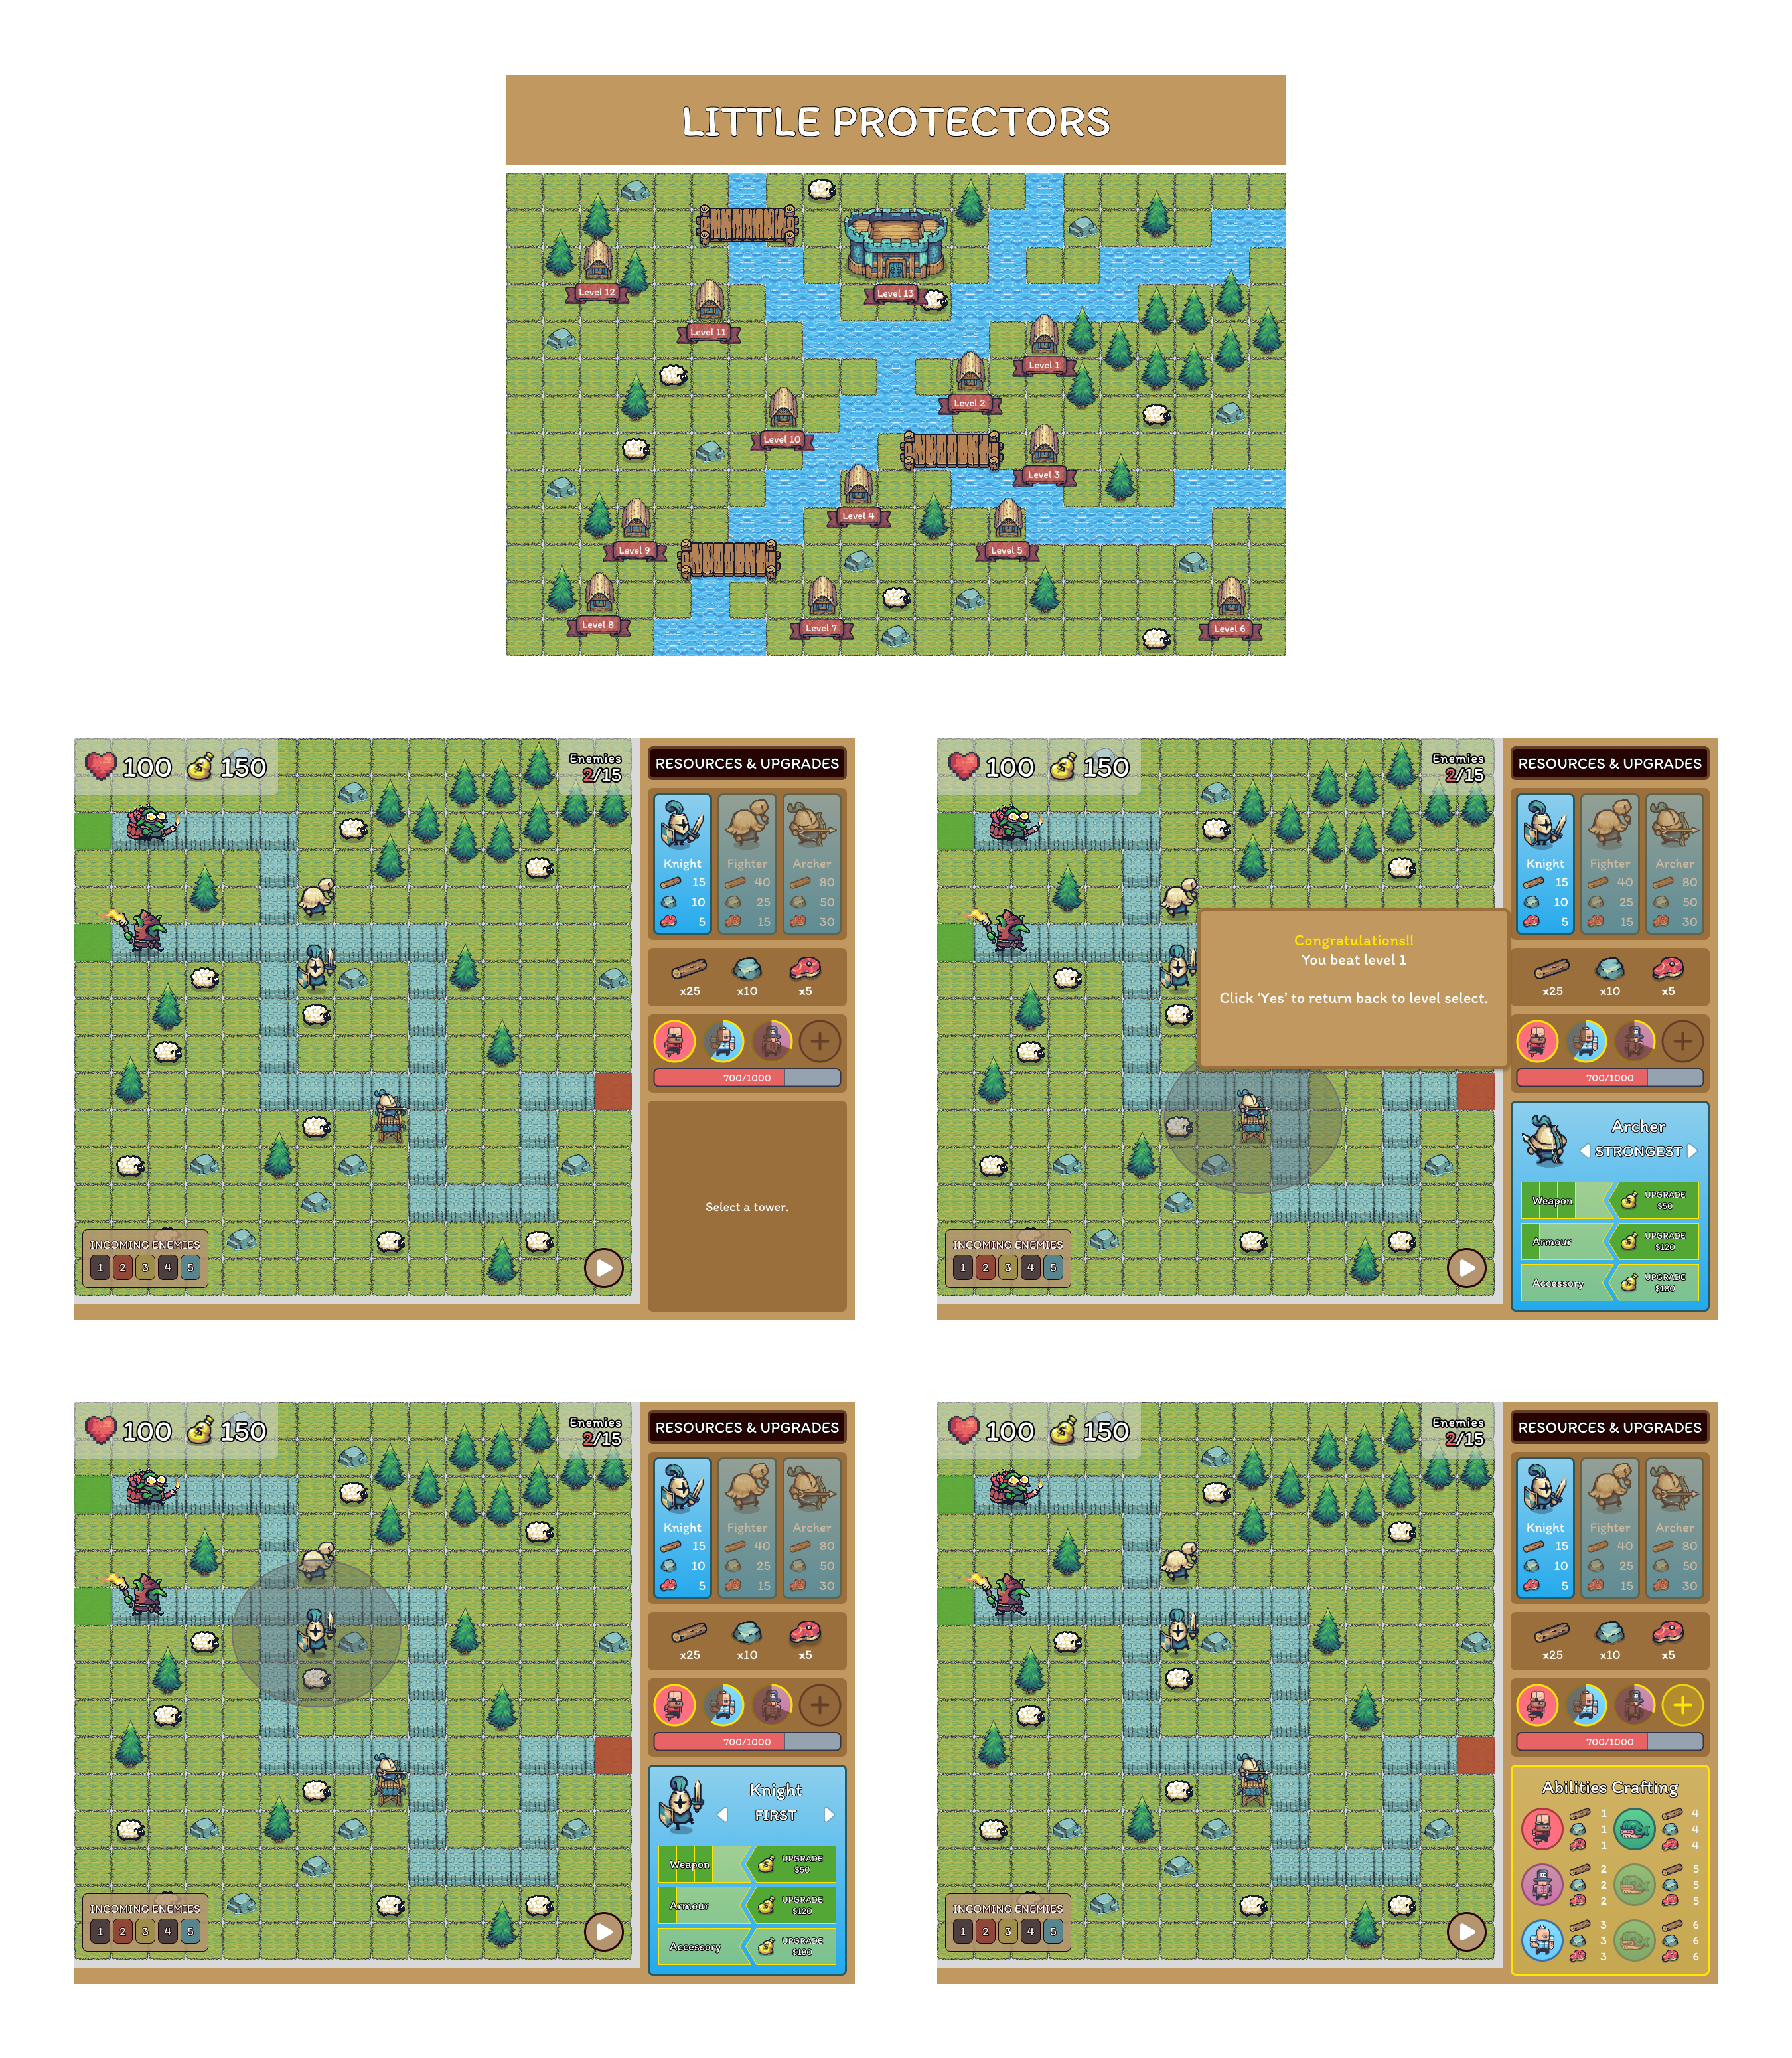 LITTLE PROTECTORS
Level 12
Level 13
Level 11
Level 1
Level 2
Level 10
Level 3
Level 4
Level 9
Level 5
Level 8
Level 7
Level 6
100 150
Enemies
2/15
RESOURCES & UPGRADES
Knight Fighter Archer
15 40 80
10 25 50
5 15 30
x25 x10 x5
700/1000
Select a tower.
INCOMING ENEMIES
1 2 3 4 5
100 150
Enemies
2/15
RESOURCES & UPGRADES
Knight Fighter Archer
15 40 80
10 25 50
5 15 30
Congratulations!!
You beat level 1
Click 'Yes' to return back to level select.
x25 x10 x5
700/1000
Archer
STRONGEST
Weapon UPGRADE
$50
Armour UPGRADE
$120
Accessory UPGRADE
$180
INCOMING ENEMIES
1 2 3 4 5
100 150
Enemies
2/15
RESOURCES & UPGRADES
Knight Fighter Archer
15 40 80
10 25 50
5 15 30
x25 x10 x5
700/1000
Knight
FIRST
Weapon UPGRADE
$50
Armour UPGRADE
$120
Accessory UPGRADE
$180
INCOMING ENEMIES
1 2 3 4 5
100 150
Enemies
2/15
RESOURCES & UPGRADES
Knight Fighter Archer
15 40 80
10 25 50
5 15 30
x25 x10 x5
700/1000
Abilities Crafting
1 4
1 4
1 4
2 5
2 5
2 5
3 6
3 6
3 6
INCOMING ENEMIES
1 2 3 4 5